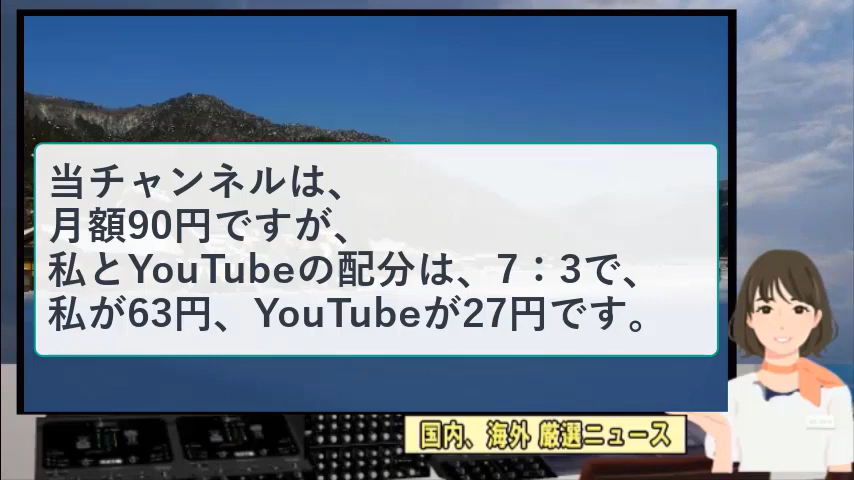 当チャンネルは、
月額90円ですが、
私とYouTubeの配分は、7：3で、
私が63円、YouTubeが27円です。
国内、海外 厳選ニュース